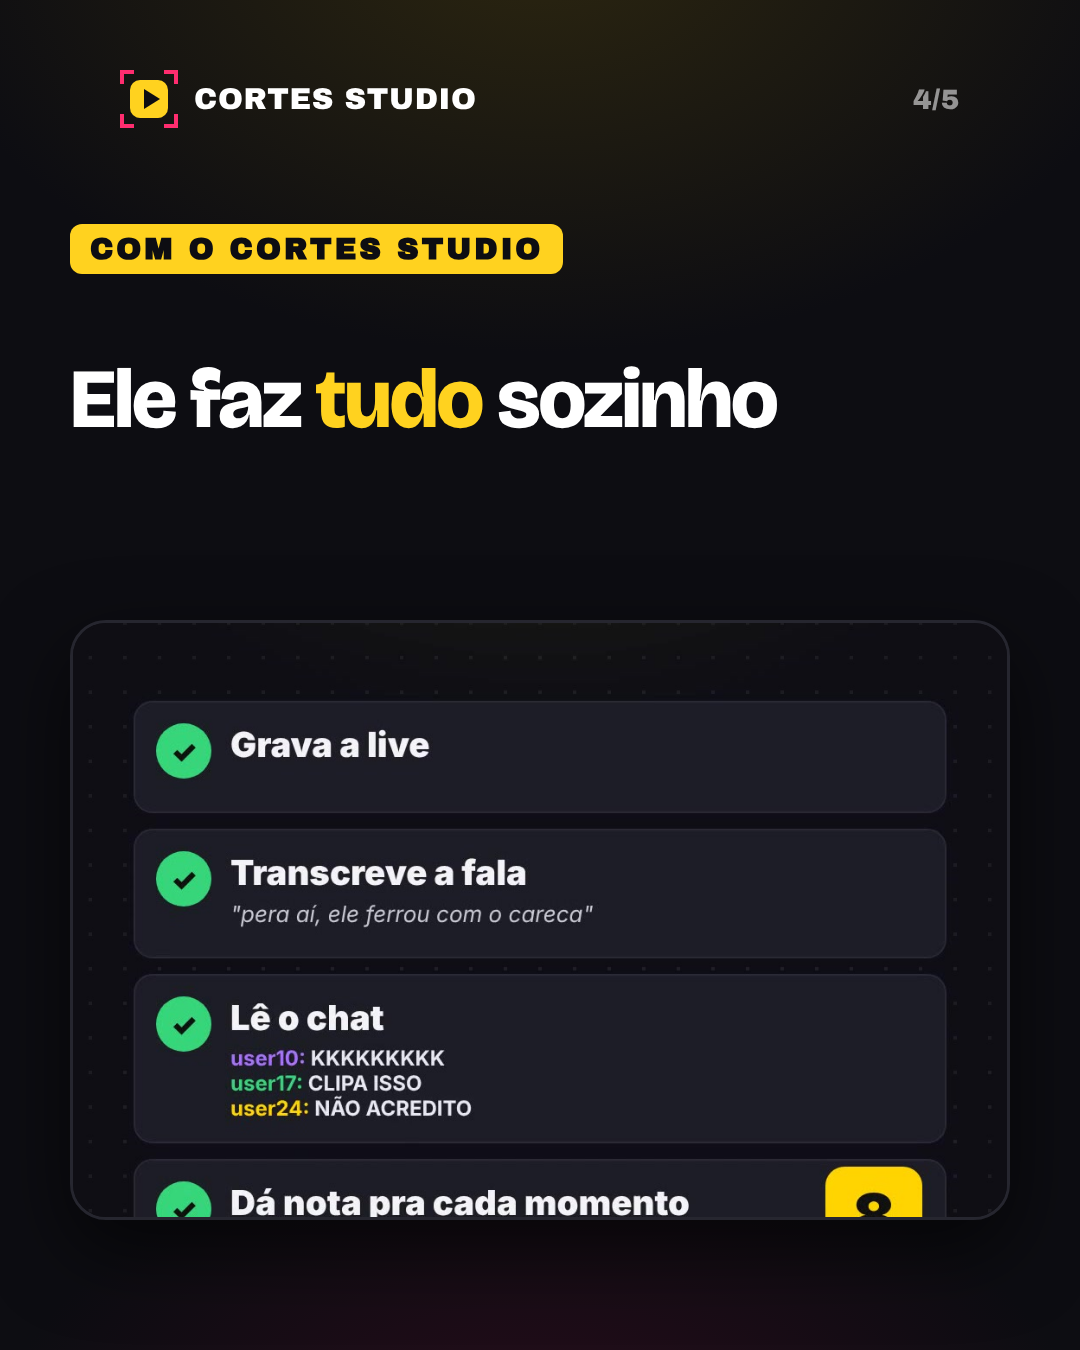 CORTES STUDIO
4/5
COM O CORTES STUDIO
Ele faz tudo sozinho
Grava a live
Transcreve a fala
"pera aí, ele ferrou com o careca"
Lê o chat
user10: KKKKKKKKK
user17: CLIPA ISSO
user24: NÃO ACREDITO
Dá nota pra cada momento